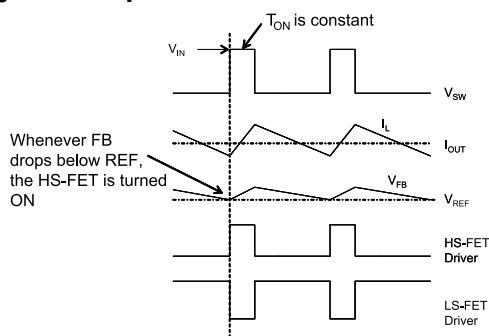 T_ON is constant
V_IN
V_SW
I_L
I_OUT
Whenever FB
drops below REF,
the HS-FET is turned
ON
V_FB
V_REF
HS-FET
Driver
LS-FET
Driver